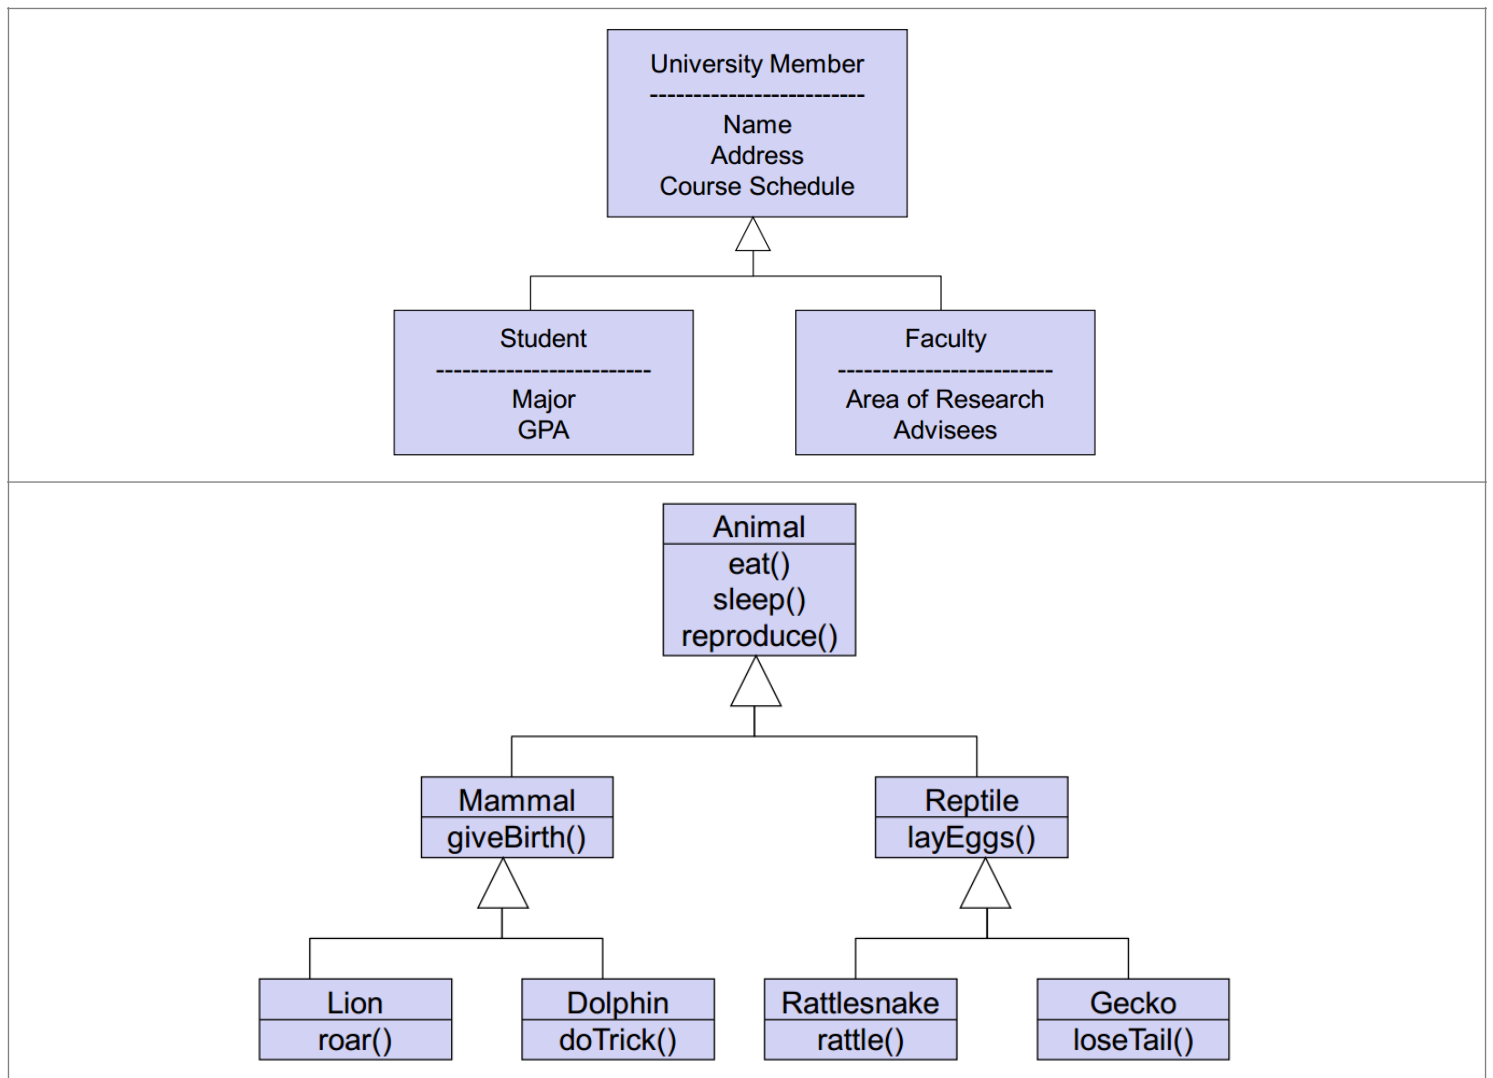 University Member
-------------------------
Name
Address
Course Schedule
Student
-------------------------
Major
GPA
Faculty
-------------------------
Area of Research
Advisees
Animal
eat()
sleep()
reproduce()
Mammal
giveBirth()
Reptile
layEggs()
Lion
roar()
Dolphin
doTrick()
Rattlesnake
rattle()
Gecko
loseTail()